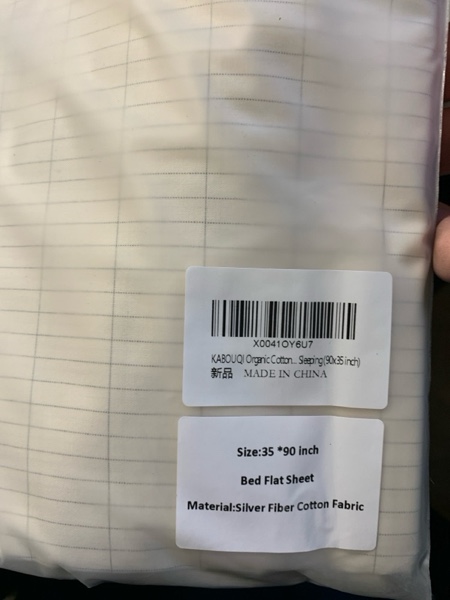 X0041OY6U7
KABOUQI Organic Cotton... Sleeping (90x35 inch)
新品 MADE IN CHINA
Size:35 *90 inch
Bed Flat Sheet
Material:Silver Fiber Cotton Fabric